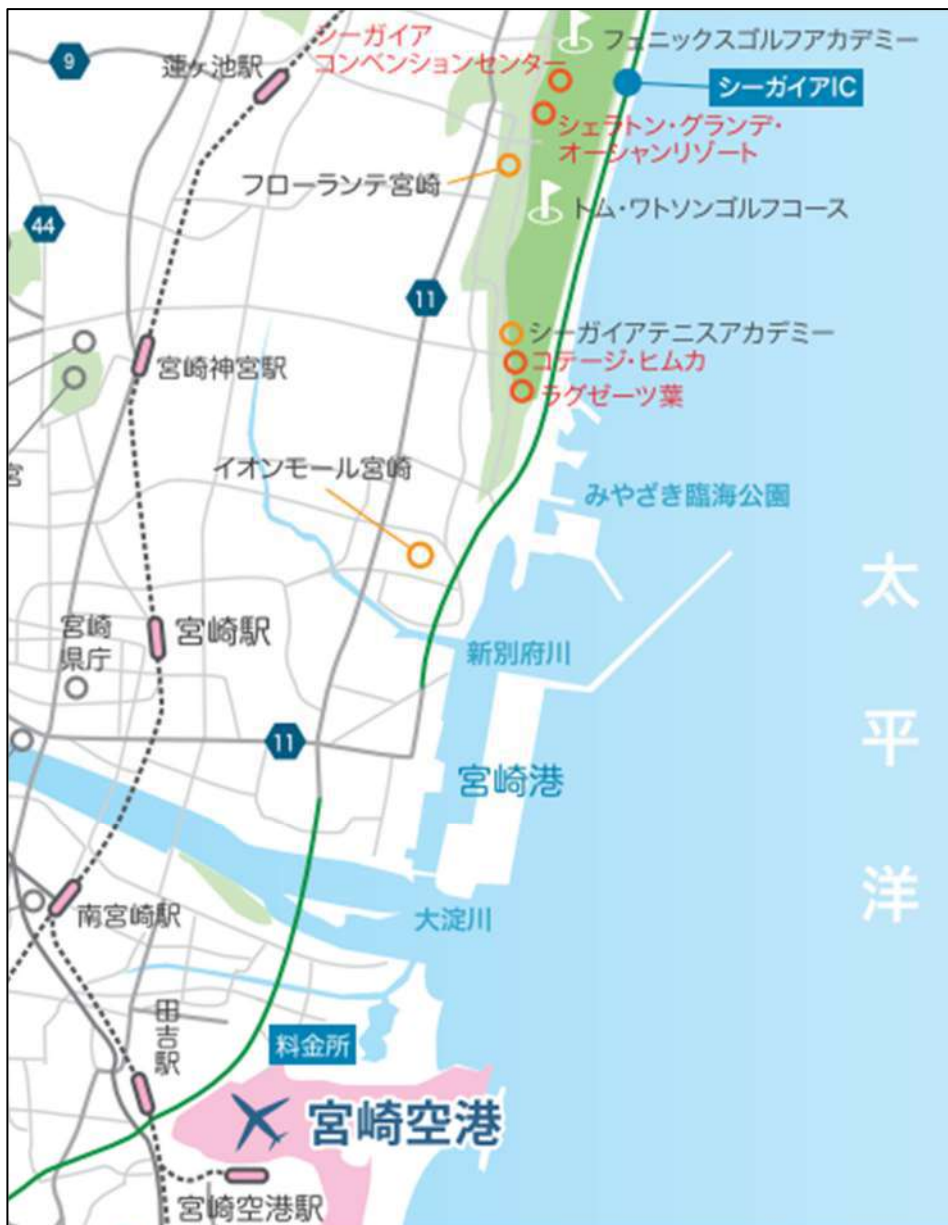 シーガイア
コンベンションセンター
フェニックスゴルフアカデミー
9
蓮ヶ池駅
シーガイアIC
シェラトン・グランデ・
オーシャンリゾート
フローランテ宮崎
トム・ワトソンゴルフコース
44
11
シーガイアテニスアカデミー
宮崎神宮駅
コテージ・ヒムカ
ラグゼーツ葉
イオンモール宮崎
宮
みやざき臨海公園
太平洋
宮崎
県庁
宮崎駅
新別府川
11
宮崎港
南宮崎駅
大淀川
田吉駅
料金所
宮崎空港
宮崎空港駅